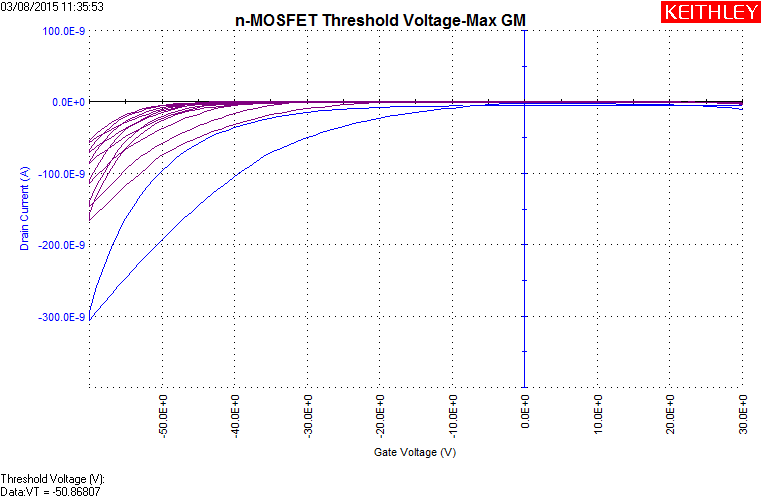 03/08/2015 11:35:53
KEITHLEY
n-MOSFET Threshold Voltage-Max GM
100.0E-9
0.0E+0
-100.0E-9
-200.0E-9
-300.0E-9
Drain Current (A)
-50.0E+0
-40.0E+0
-30.0E+0
-20.0E+0
-10.0E+0
0.0E+0
10.0E+0
20.0E+0
30.0E+0
Gate Voltage (V)
Threshold Voltage (V):
Data:VT = -50.86807